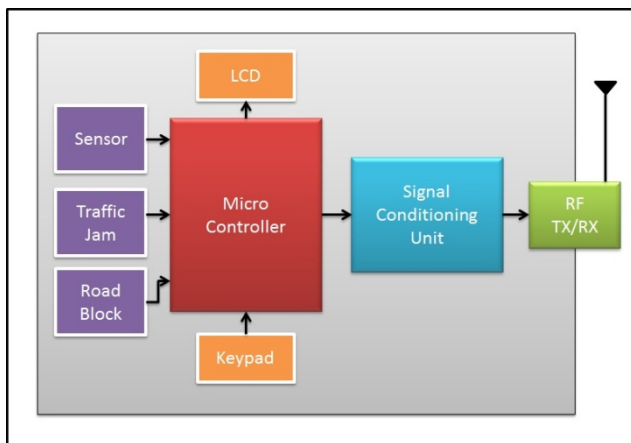 LCD
Sensor
Traffic
Jam
Road
Block
Micro
Controller
Keypad
Signal
Conditioning
Unit
RF
TX/RX